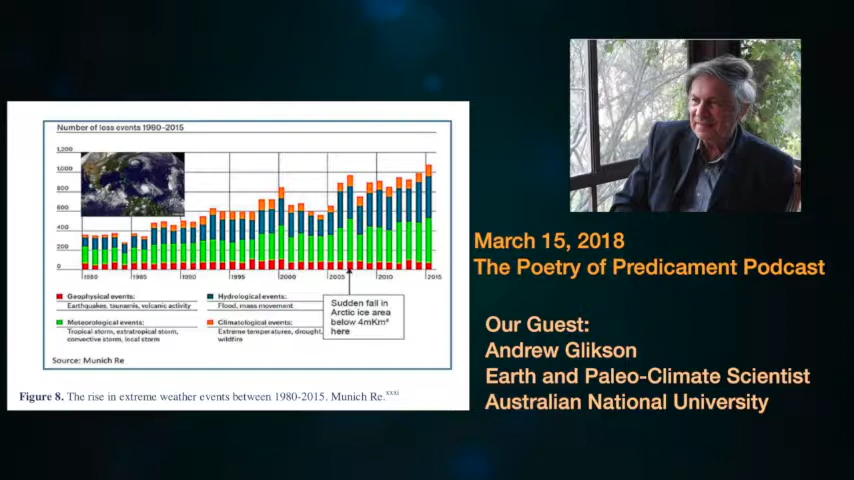 Number of loss events 1980–2015
1,200
1,000
800
600
400
200
0
1980
1985
1990
1995
2000
2005
2010
2015
Geophysical events:
Earthquakes, tsunamis, volcanic activity
Hydrological events:
Flood, mass movement
Meteorological events:
Tropical storm, extratropical storm,
convective storm, local storm
Climatological events:
Extreme temperatures, drought,
wildfire
Sudden fall in
Arctic ice area
below 4mKm²
here
Source: Munich Re
Figure 8. The rise in extreme weather events between 1980-2015. Munich Re.xxxi
March 15, 2018
The Poetry of Predicament Podcast
Our Guest:
Andrew Glikson
Earth and Paleo-Climate Scientist
Australian National University